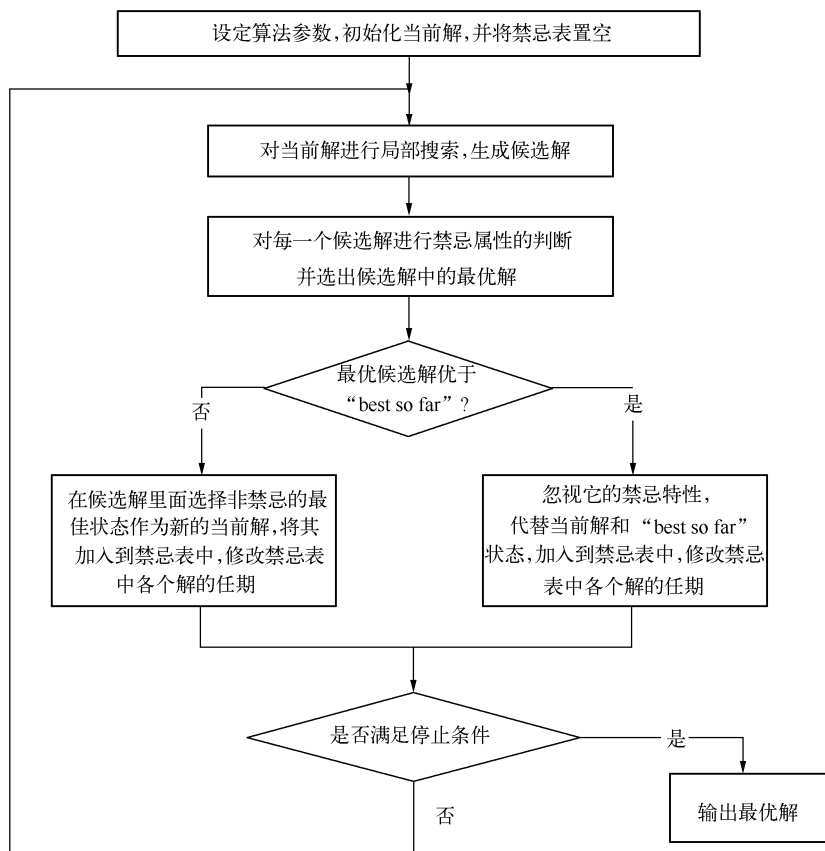 设定算法参数,初始化当前解,并将禁忌表置空
对当前解进行局部搜索,生成候选解
对每一个候选解进行禁忌属性的判断
并选出候选解中的最优解
最优候选解优于
“best so far”?
否
是
在候选解里面选择非禁忌的最
佳状态作为新的当前解,将其
加入到禁忌表中,修改禁忌表
中各个解的任期
忽视它的禁忌特性,
代替当前解和“best so far”
状态,加入到禁忌表中,修改禁忌
表中各个解的任期
是否满足停止条件
是
否
输出最优解